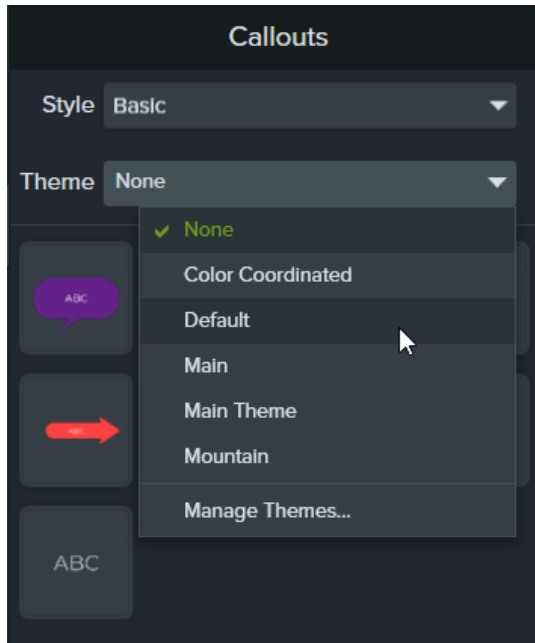 Callouts
Style Basic
Theme None
None
Color Coordinated
Default
Main
Main Theme
Mountain
Manage Themes...
ABC
ABC
ABC